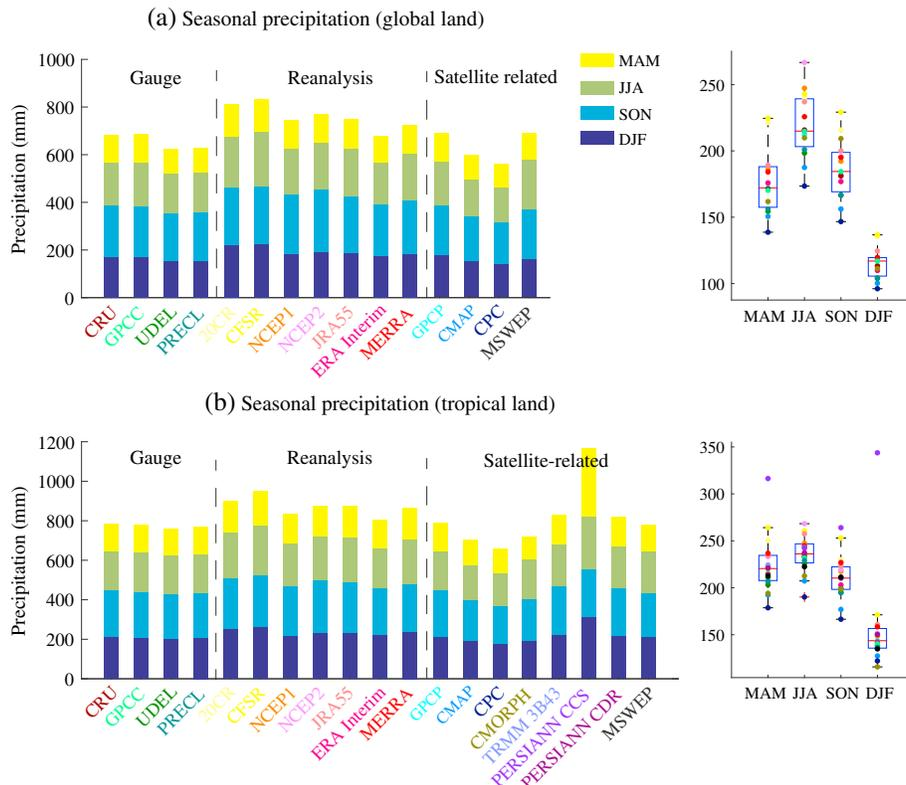 (a) Seasonal precipitation (global land)
Gauge
Reanalysis
Satellite related
MAM
JJA
SON
DJF
Precipitation (mm)
1000
800
600
400
200
0
CRU
GPCC
UDEL
PRECL
20CR
CFSR
NCEP1
NCEP2
JRA55
ERA Interim
MERRA
GPCP
CMAP
CPC
MSWEP
250
200
150
100
MAM JJA SON DJF
(b) Seasonal precipitation (tropical land)
Gauge
Reanalysis
Satellite-related
Precipitation (mm)
1200
1000
800
600
400
200
0
CRU
GPCC
UDEL
PRECL
20CR
CFSR
NCEP1
NCEP2
JRA55
ERA Interim
MERRA
GPCP
CMAP
CPC
CMORPH
TRMM 3B43
PERSIANN CCS
PERSIANN CDR
MSWEP
350
300
250
200
150
MAM JJA SON DJF